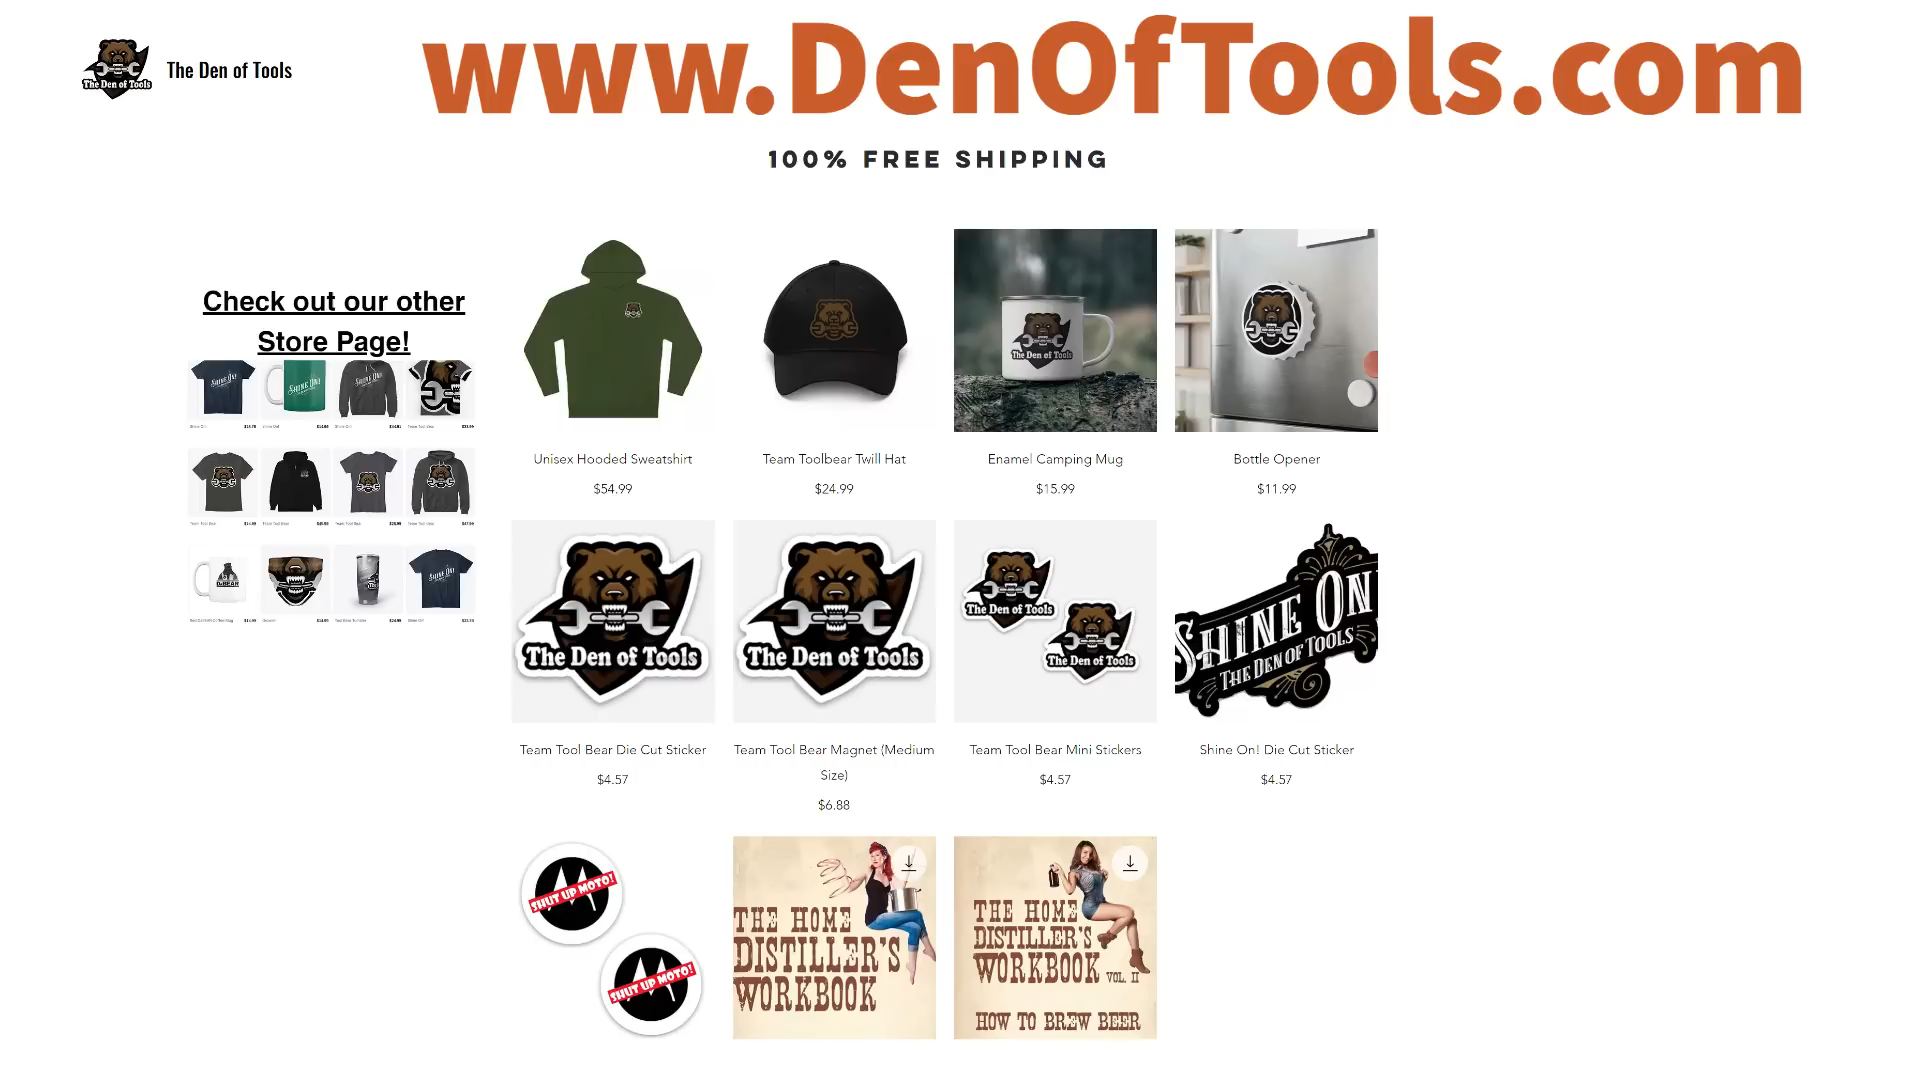 www.DenOfTools.com
The Den of Tools
The Den of Tools
100% FREE SHIPPING
Check out our other
Store Page!
The Den of Tools
Unisex Hooded Sweatshirt
$54.99
Team Toolbear Twill Hat
$24.99
Enamel Camping Mug
$15.99
Bottle Opener
$11.99
The Den of Tools
The Den of Tools
The Den of Tools
The Den of Tools
SHINE ON
THE DEN OF TOOLS
Team Tool Bear Die Cut Sticker
$4.57
Team Tool Bear Magnet (Medium
Size)
$6.88
Team Tool Bear Mini Stickers
$4.57
Shine On! Die Cut Sticker
$4.57
SHUT UP MOTO!
SHUT UP MOTO!
THE HOME
DISTILLER'S
WORKBOOK
THE HOME
DISTILLER'S
WORKBOOK VOL. II
HOW TO BREW BEER